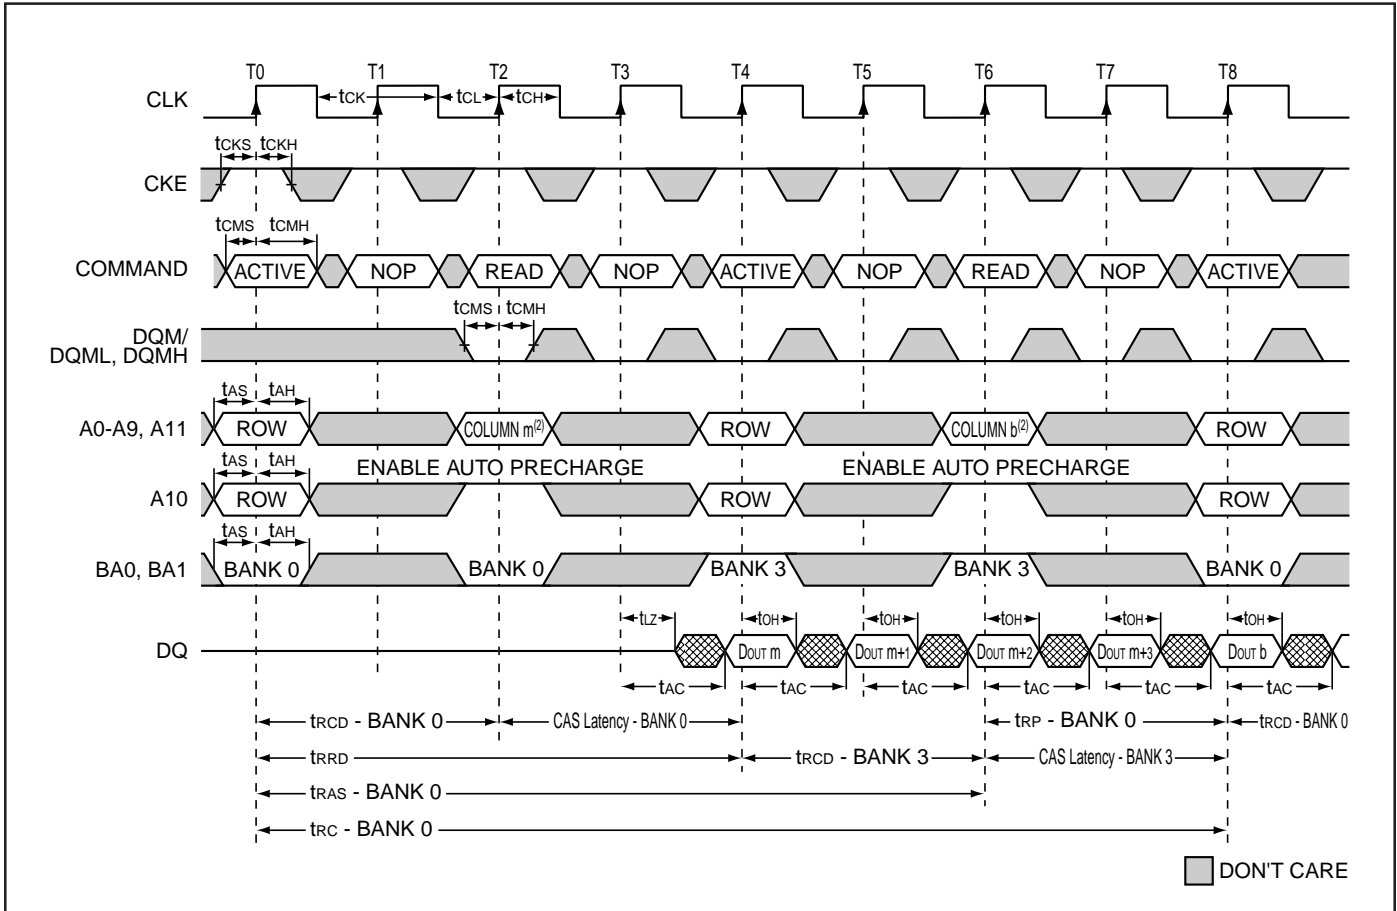 T0 T1 T2 T3 T4 T5 T6 T7 T8
CLK tCK tCL tCH
tCKS tCKH
CKE
tCMS tCMH
COMMAND ACTIVE NOP READ NOP ACTIVE NOP READ NOP ACTIVE
tCMS tCMH
DQM/
DQML, DQMH
tAS tAH
A0-A9, A11 ROW COLUMN m(2) ROW COLUMN b(2) ROW
tAS tAH ENABLE AUTO PRECHARGE ENABLE AUTO PRECHARGE
A10 ROW ROW ROW
tAS tAH
BA0, BA1 BANK 0 BANK 0 BANK 3 BANK 3 BANK 0
tLZ tOH tOH tOH tOH tOH
DQ DOUT m DOUT m+1 DOUT m+2 DOUT m+3 DOUT b
tAC tAC tAC tAC tAC tAC
tRCD - BANK 0 CAS Latency - BANK 0 tRP - BANK 0 tRCD - BANK 0
tRRD tRCD - BANK 3 CAS Latency - BANK 3
tRAS - BANK 0
tRC - BANK 0
DON'T CARE